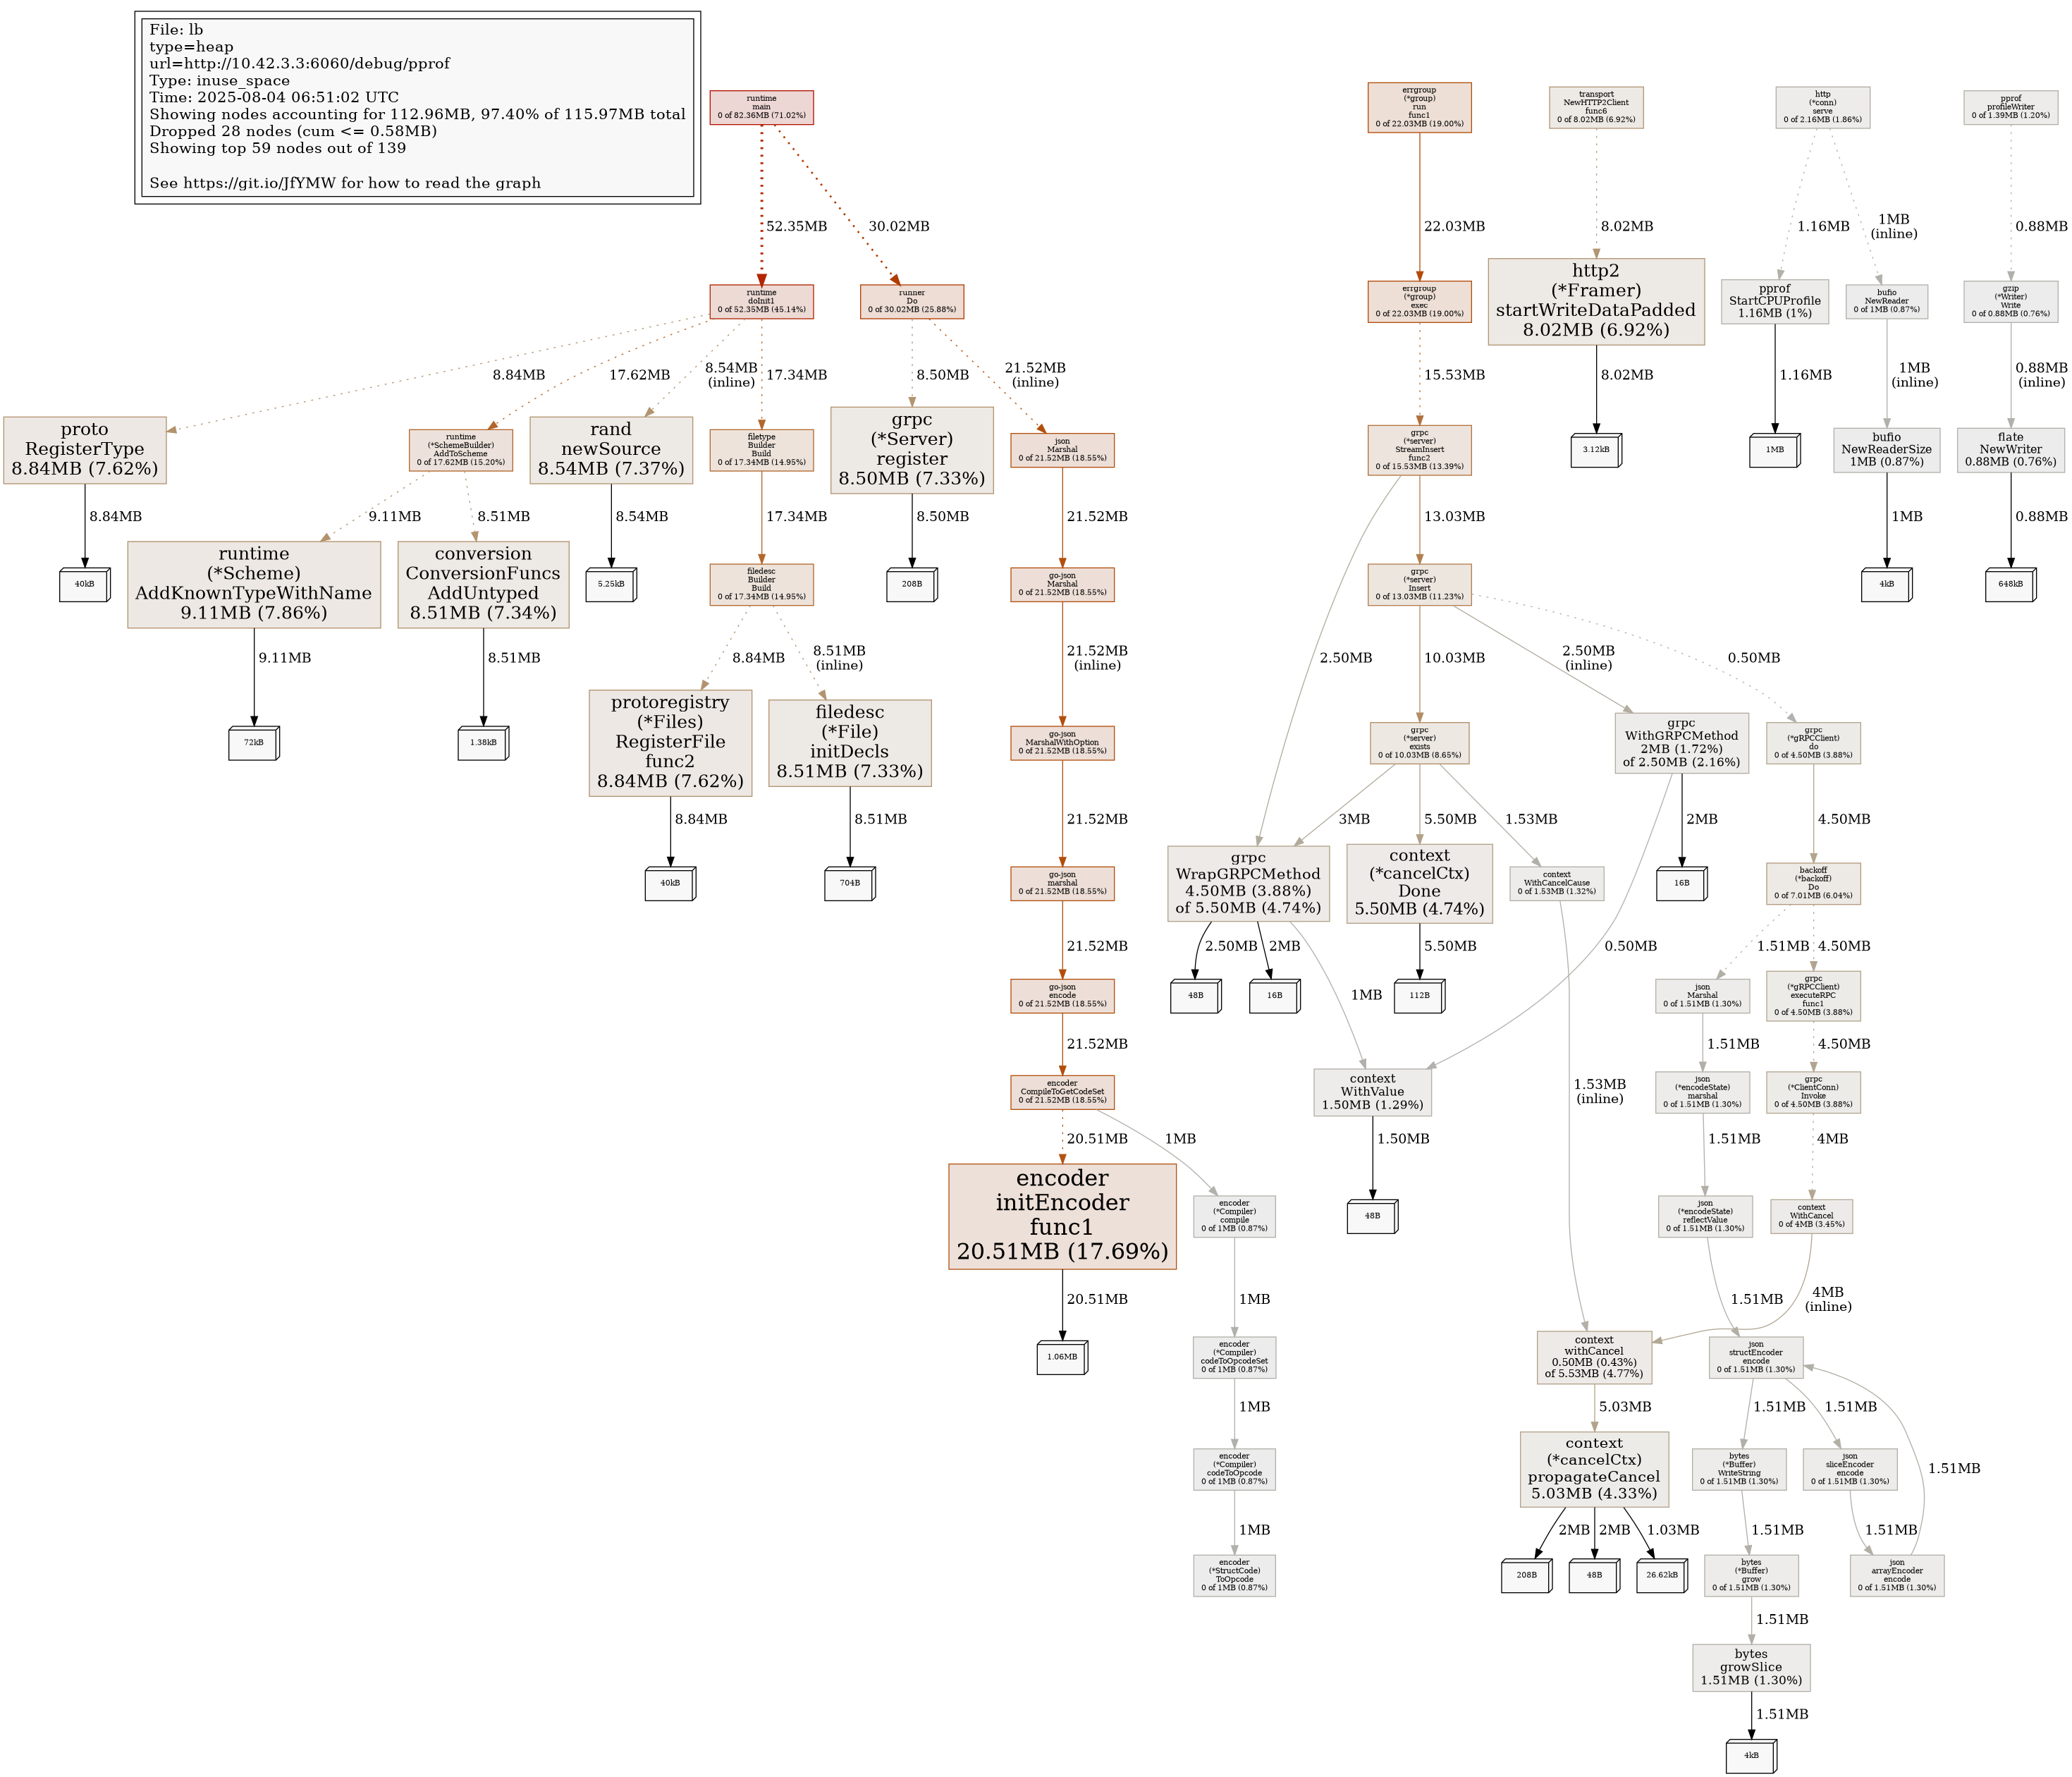 File: lb
type=heap
url=http://10.42.3.3:6060/debug/pprof
Type: inuse_space
Time: 2025-08-04 06:51:02 UTC
Showing nodes accounting for 112.96MB, 97.40% of 115.97MB total
Dropped 28 nodes (cum <= 0.58MB)
Showing top 59 nodes out of 139
See https://git.io/JfYMW for how to read the graph
runtime
main
0 of 82.36MB (71.02%)
errgroup
(*group)
run
func1
0 of 22.03MB (19.00%)
transport
NewHTTP2Client
func6
0 of 8.02MB (6.92%)
http
(*conn)
serve
0 of 2.16MB (1.86%)
pprof
profileWriter
0 of 1.39MB (1.20%)
52.35MB
30.02MB
22.03MB
8.02MB
1.16MB
1MB
(inline)
0.88MB
runtime
doInit1
0 of 52.35MB (45.14%)
runner
Do
0 of 30.02MB (25.88%)
errgroup
(*group)
exec
0 of 22.03MB (19.00%)
http2
(*Framer)
startWriteDataPadded
8.02MB (6.92%)
pprof
StartCPUProfile
1.16MB (1%)
bufio
NewReader
0 of 1MB (0.87%)
gzip
(*Writer)
Write
0 of 0.88MB (0.76%)
8.84MB
17.62MB
8.54MB
(inline)
17.34MB
8.50MB
21.52MB
(inline)
15.53MB
8.02MB
1.16MB
1MB
(inline)
0.88MB
(inline)
proto
RegisterType
8.84MB (7.62%)
runtime
(*SchemeBuilder)
AddToScheme
0 of 17.62MB (15.20%)
rand
newSource
8.54MB (7.37%)
filetype
Builder
Build
0 of 17.34MB (14.95%)
grpc
(*Server)
register
8.50MB (7.33%)
json
Marshal
0 of 21.52MB (18.55%)
grpc
(*server)
StreamInsert
func2
0 of 15.53MB (13.39%)
3.12kB
1MB
bufio
NewReaderSize
1MB (0.87%)
flate
NewWriter
0.88MB (0.76%)
8.84MB
9.11MB
8.51MB
8.54MB
17.34MB
8.50MB
21.52MB
13.03MB
1MB
0.88MB
40kB
runtime
(*Scheme)
AddKnownTypeWithName
9.11MB (7.86%)
conversion
ConversionFuncs
AddUntyped
8.51MB (7.34%)
5.25kB
filedesc
Builder
Build
0 of 17.34MB (14.95%)
208B
go-json
Marshal
0 of 21.52MB (18.55%)
grpc
(*server)
Insert
0 of 13.03MB (11.23%)
4kB
648kB
9.11MB
8.51MB
8.84MB
8.51MB
(inline)
21.52MB
(inline)
2.50MB
10.03MB
2.50MB
(inline)
0.50MB
72kB
1.38kB
protoregistry
(*Files)
RegisterFile
func2
8.84MB (7.62%)
filedesc
(*File)
initDecls
8.51MB (7.33%)
go-json
MarshalWithOption
0 of 21.52MB (18.55%)
grpc
(*server)
exists
0 of 10.03MB (8.65%)
grpc
WithGRPCMethod
2MB (1.72%)
of 2.50MB (2.16%)
grpc
(*gRPCClient)
do
0 of 4.50MB (3.88%)
8.84MB
8.51MB
21.52MB
3MB
5.50MB
1.53MB
2MB
4.50MB
40kB
704B
go-json
marshal
0 of 21.52MB (18.55%)
grpc
WrapGRPCMethod
4.50MB (3.88%)
of 5.50MB (4.74%)
context
(*cancelCtx)
Done
5.50MB (4.74%)
context
WithCancelCause
0 of 1.53MB (1.32%)
16B
backoff
(*backoff)
Do
0 of 7.01MB (6.04%)
21.52MB
2.50MB
2MB
5.50MB
0.50MB
1.51MB
4.50MB
go-json
encode
0 of 21.52MB (18.55%)
48B
16B
1MB
112B
json
Marshal
0 of 1.51MB (1.30%)
grpc
(*gRPCClient)
executeRPC
func1
0 of 4.50MB (3.88%)
21.52MB
1.51MB
4.50MB
encoder
CompileToGetCodeSet
0 of 21.52MB (18.55%)
context
WithValue
1.50MB (1.29%)
1.53MB
(inline)
json
(*encodeState)
marshal
0 of 1.51MB (1.30%)
grpc
(*ClientConn)
Invoke
0 of 4.50MB (3.88%)
20.51MB
1MB
1.50MB
1.51MB
4MB
encoder
initEncoder
func1
20.51MB (17.69%)
encoder
(*Compiler)
compile
0 of 1MB (0.87%)
48B
json
(*encodeState)
reflectValue
0 of 1.51MB (1.30%)
context
WithCancel
0 of 4MB (3.45%)
20.51MB
1MB
1.51MB
4MB
(inline)
1.06MB
encoder
(*Compiler)
codeToOpcodeSet
0 of 1MB (0.87%)
context
withCancel
0.50MB (0.43%)
of 5.53MB (4.77%)
json
structEncoder
encode
0 of 1.51MB (1.30%)
1MB
5.03MB
1.51MB
1.51MB
encoder
(*Compiler)
codeToOpcode
0 of 1MB (0.87%)
context
(*cancelCtx)
propagateCancel
5.03MB (4.33%)
bytes
(*Buffer)
WriteString
0 of 1.51MB (1.30%)
json
sliceEncoder
encode
0 of 1.51MB (1.30%)
1.51MB
1MB
2MB
2MB
1.03MB
1.51MB
1.51MB
encoder
(*StructCode)
ToOpcode
0 of 1MB (0.87%)
208B
48B
26.62kB
bytes
(*Buffer)
grow
0 of 1.51MB (1.30%)
json
arrayEncoder
encode
0 of 1.51MB (1.30%)
1.51MB
bytes
growSlice
1.51MB (1.30%)
1.51MB
4kB